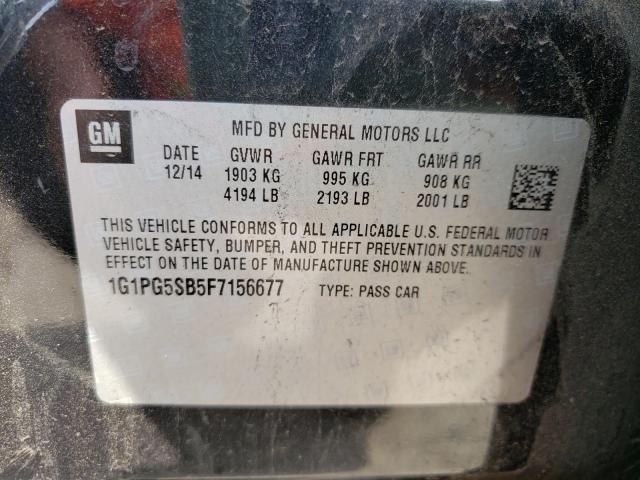 GM
MFD BY GENERAL MOTORS LLC
DATE GVWR GAWR FRT GAWR RR
12/14 1903 KG 995 KG 908 KG
4194 LB 2193 LB 2001 LB
THIS VEHICLE CONFORMS TO ALL APPLICABLE U.S. FEDERAL MOTOR
VEHICLE SAFETY, BUMPER, AND THEFT PREVENTION STANDARDS IN
EFFECT ON THE DATE OF MANUFACTURE SHOWN ABOVE.
1G1PG5SB5F7156677 TYPE: PASS CAR